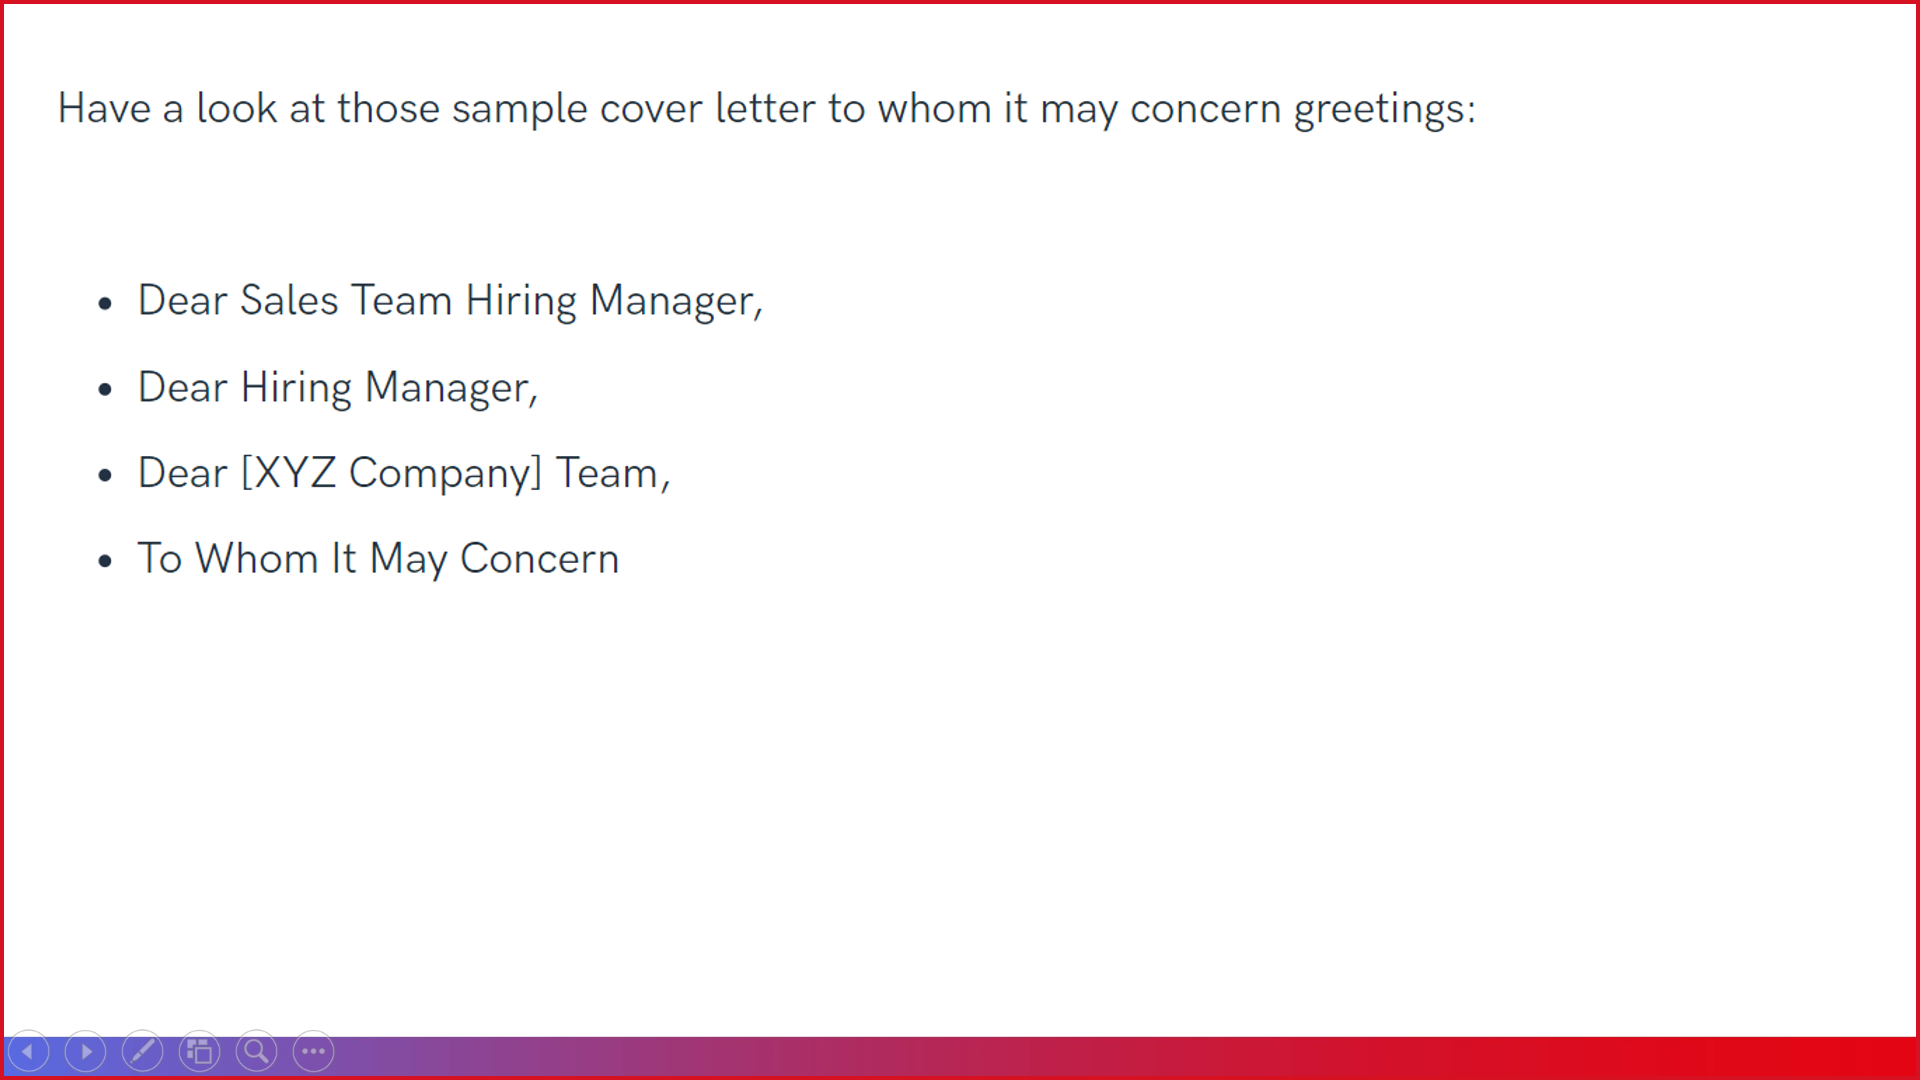 Have a look at those sample cover letter to whom it may concern greetings:
• Dear Sales Team Hiring Manager,
• Dear Hiring Manager,
• Dear [XYZ Company] Team,
• To Whom It May Concern